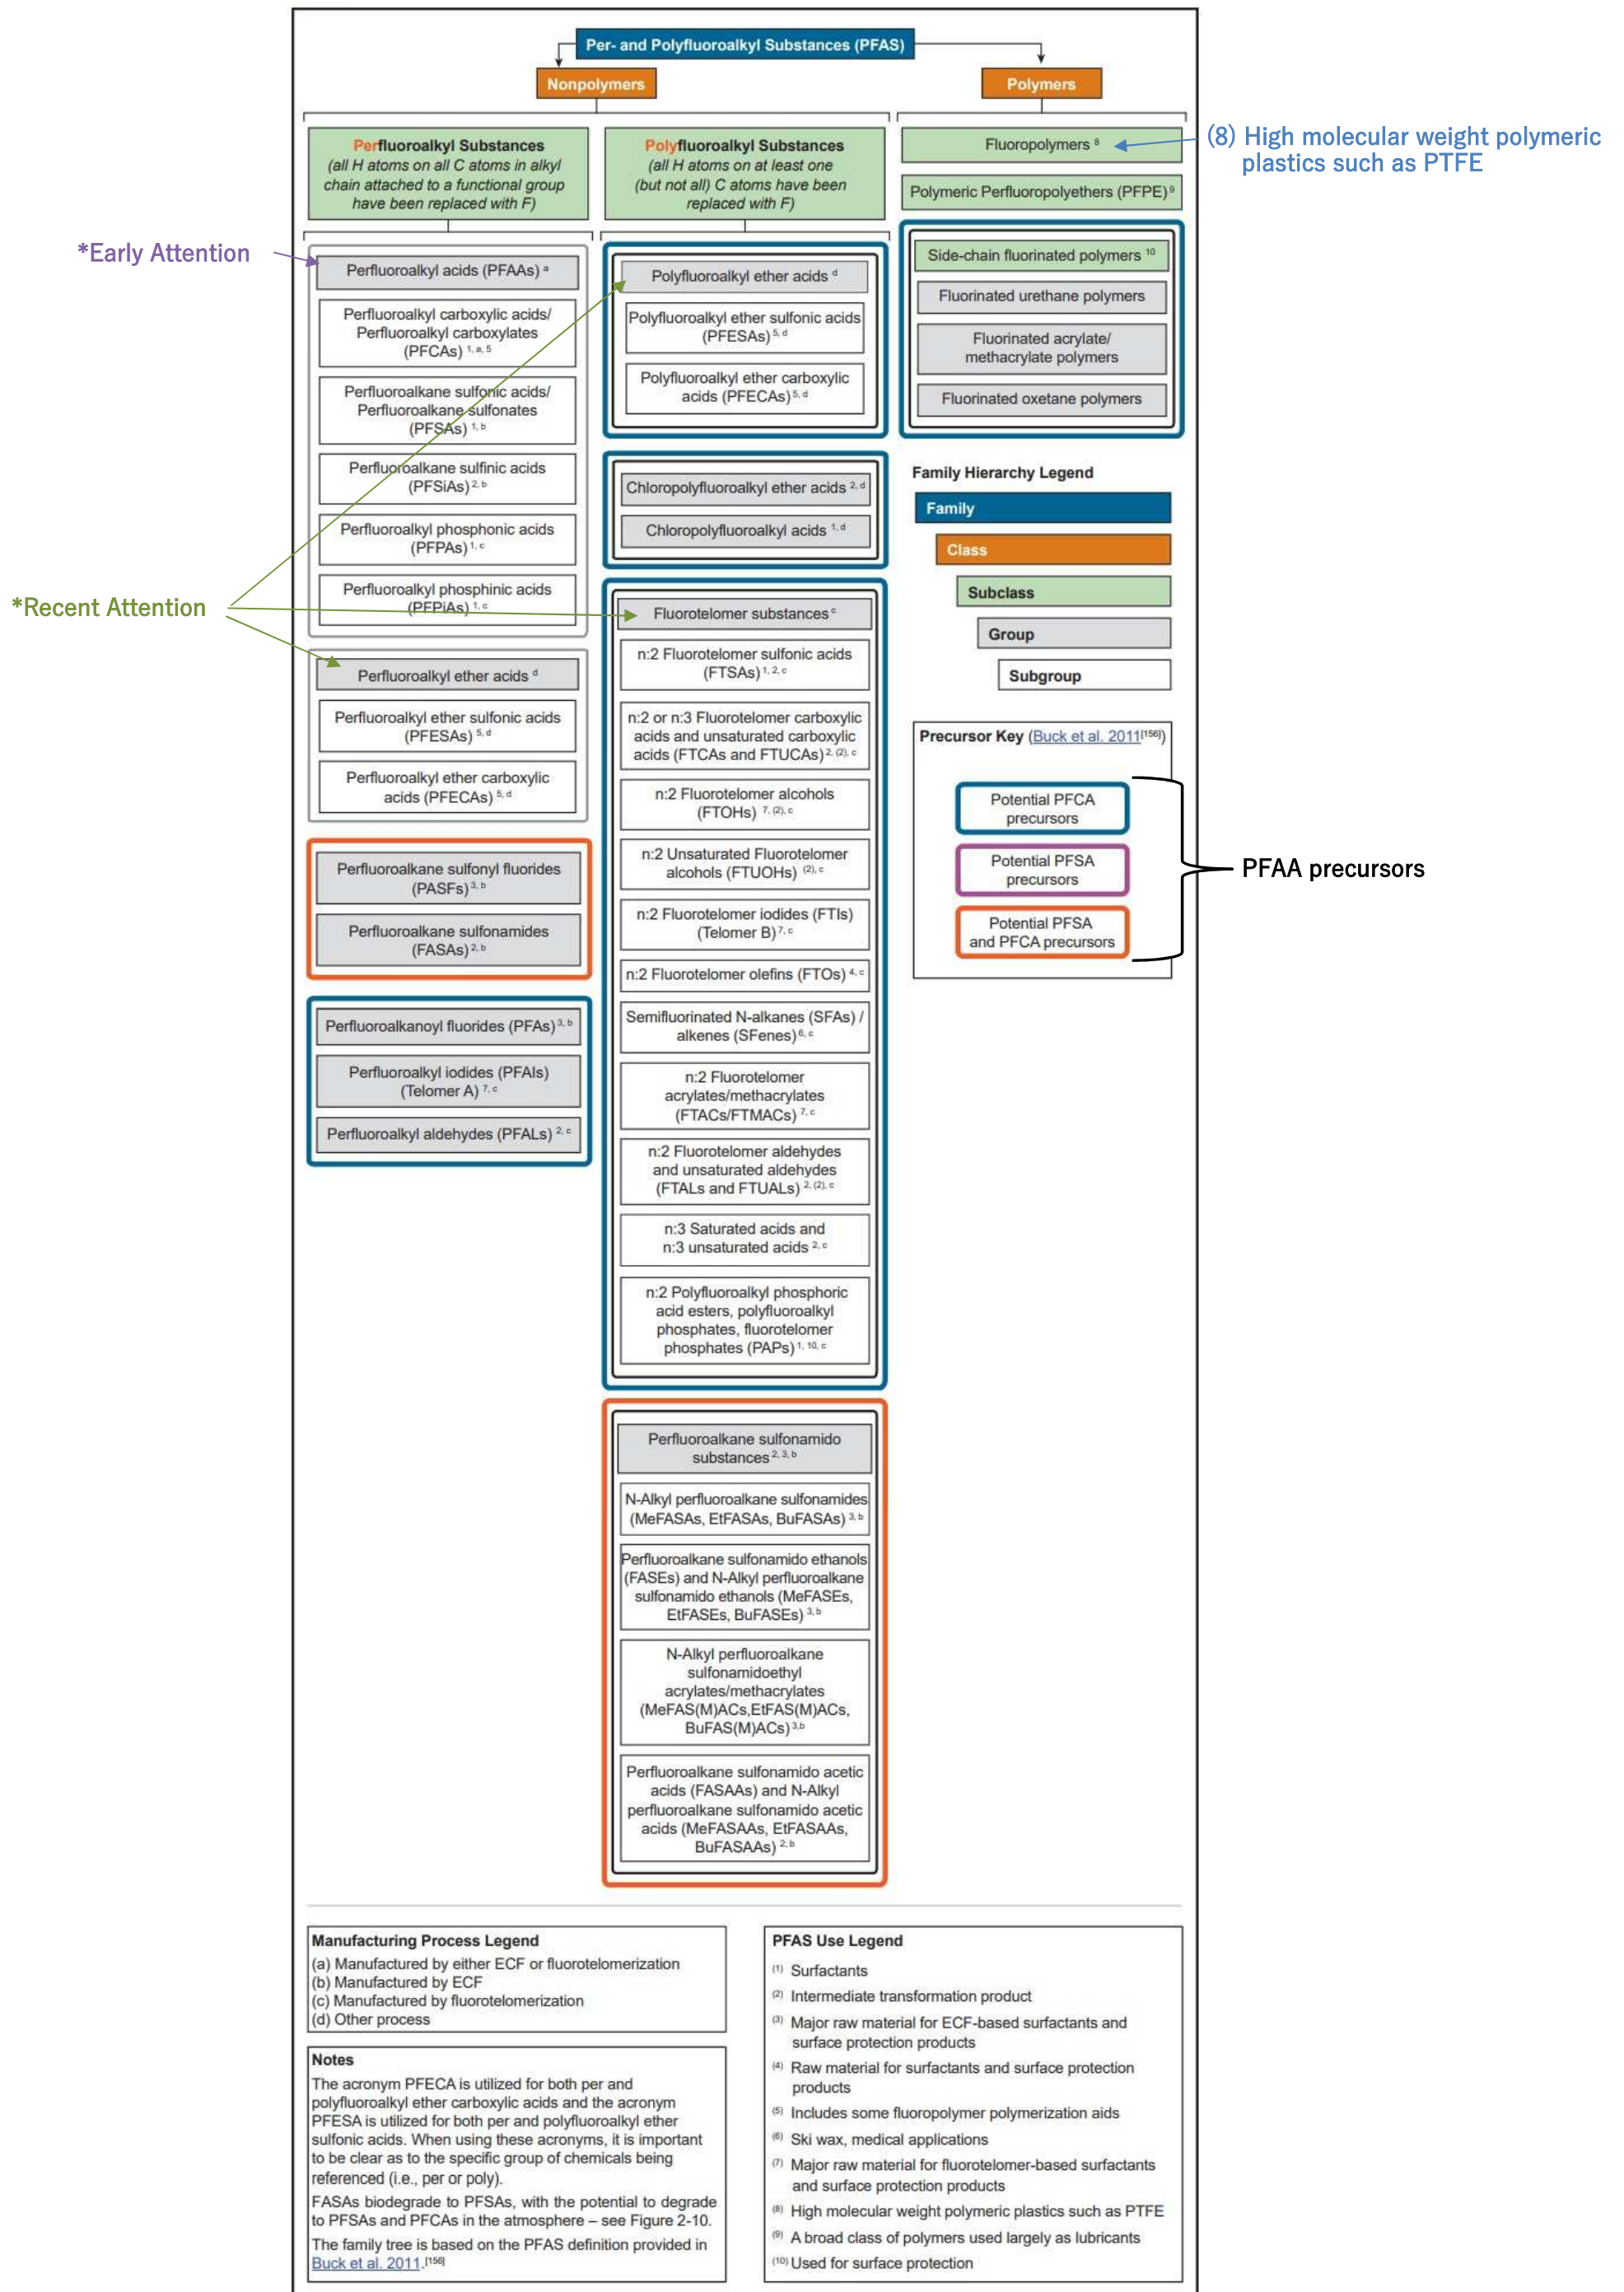 Per- and Polyfluoroalkyl Substances (PFAS)
Nonpolymers
Polymers
Perfluoroalkyl Substances
(all H atoms on all C atoms in alkyl
chain attached to a functional group
have been replaced with F)
Polyfluoroalkyl Substances
(all H atoms on at least one
(but not all) C atoms have been
replaced with F)
Fluoropolymers 8
(8) High molecular weight polymeric
plastics such as PTFE
Polymeric Perfluoropolyethers (PFPE) 9
*Early Attention
Perfluoroalkyl acids (PFAAs) a
Perfluoroalkyl carboxylic acids/
Perfluoroalkyl carboxylates
(PFCAs) 1, a, 5
Perfluoroalkane sulfonic acids/
Perfluoroalkane sulfonates
(PFSAs) 1, b
Perfluoroalkane sulfinic acids
(PFSiAs) 2, b
Perfluoroalkyl phosphonic acids
(PFPAs) 1, c
Perfluoroalkyl phosphinic acids
(PFPiAs) 1, c
*Recent Attention
Perfluoroalkyl ether acids d
Perfluoroalkyl ether sulfonic acids
(PFESAs) 5, d
Perfluoroalkyl ether carboxylic
acids (PFECAs) 5, d
Perfluoroalkane sulfonyl fluorides
(PASFs) 3, b
Perfluoroalkane sulfonamides
(FASAs) 2, b
Perfluoroalkanoyl fluorides (PFAs) 3, b
Perfluoroalkyl iodides (PFAIs)
(Telomer A) 7, c
Perfluoroalkyl aldehydes (PFALs) 2, c
Polyfluoroalkyl ether acids d
Polyfluoroalkyl ether sulfonic acids
(PFESAs) 5, d
Polyfluoroalkyl ether carboxylic
acids (PFECAs) 5, d
Chloropolyfluoroalkyl ether acids 2, d
Chloropolyfluoroalkyl acids 1, d
Fluorotelomer substances c
n:2 Fluorotelomer sulfonic acids
(FTSAs) 1, 2, c
n:2 or n:3 Fluorotelomer carboxylic
acids and unsaturated carboxylic
acids (FTCAs and FTUCAs) 2, (2), c
n:2 Fluorotelomer alcohols
(FTOHs) 7, (2), c
n:2 Unsaturated Fluorotelomer
alcohols (FTUOHs) (2), c
n:2 Fluorotelomer iodides (FTIs)
(Telomer B) 7, c
n:2 Fluorotelomer olefins (FTOs) 4, c
Semifluorinated N-alkanes (SFAs) /
alkenes (SFenes) 6, c
n:2 Fluorotelomer
acrylates/methacrylates
(FTACs/FTMACs) 7, c
n:2 Fluorotelomer aldehydes
and unsaturated aldehydes
(FTALs and FTUALs) 2, (2), c
n:3 Saturated acids and
n:3 unsaturated acids 2, c
n:2 Polyfluoroalkyl phosphoric
acid esters, polyfluoroalkyl
phosphates, fluorotelomer
phosphates (PAPs) 1, 10, c
Perfluoroalkane sulfonamido
substances 2, 3, b
N-Alkyl perfluoroalkane sulfonamides
(MeFASAs, EtFASAs, BuFASAs) 3, b
Perfluoroalkane sulfonamido ethanols
(FASEs) and N-Alkyl perfluoroalkane
sulfonamido ethanols (MeFASEs,
EtFASEs, BuFASEs) 3, b
N-Alkyl perfluoroalkane
sulfonamidoethyl
acrylates/methacrylates
(MeFAS(M)ACs,EtFAS(M)ACs,
BuFAS(M)ACs) 3,b
Perfluoroalkane sulfonamido acetic
acids (FASAAs) and N-Alkyl
perfluoroalkane sulfonamido acetic
acids (MeFASAAs, EtFASAAs,
BuFASAAs) 2, b
Side-chain fluorinated polymers 10
Fluorinated urethane polymers
Fluorinated acrylate/
methacrylate polymers
Fluorinated oxetane polymers
Family Hierarchy Legend
Family
Class
Subclass
Group
Subgroup
Precursor Key (Buck et al. 2011[156])
Potential PFCA
precursors
Potential PFSA
precursors
Potential PFSA
and PFCA precursors
PFAA precursors
Manufacturing Process Legend
(a) Manufactured by either ECF or fluorotelomerization
(b) Manufactured by ECF
(c) Manufactured by fluorotelomerization
(d) Other process
Notes
The acronym PFECA is utilized for both per and
polyfluoroalkyl ether carboxylic acids and the acronym
PFESA is utilized for both per and polyfluoroalkyl ether
sulfonic acids. When using these acronyms, it is important
to be clear as to the specific group of chemicals being
referenced (i.e., per or poly).
FASAs biodegrade to PFSAs, with the potential to degrade
to PFSAs and PFCAs in the atmosphere – see Figure 2-10.
The family tree is based on the PFAS definition provided in
Buck et al. 2011.[156]
PFAS Use Legend
(1) Surfactants
(2) Intermediate transformation product
(3) Major raw material for ECF-based surfactants and
surface protection products
(4) Raw material for surfactants and surface protection
products
(5) Includes some fluoropolymer polymerization aids
(6) Ski wax, medical applications
(7) Major raw material for fluorotelomer-based surfactants
and surface protection products
(8) High molecular weight polymeric plastics such as PTFE
(9) A broad class of polymers used largely as lubricants
(10) Used for surface protection